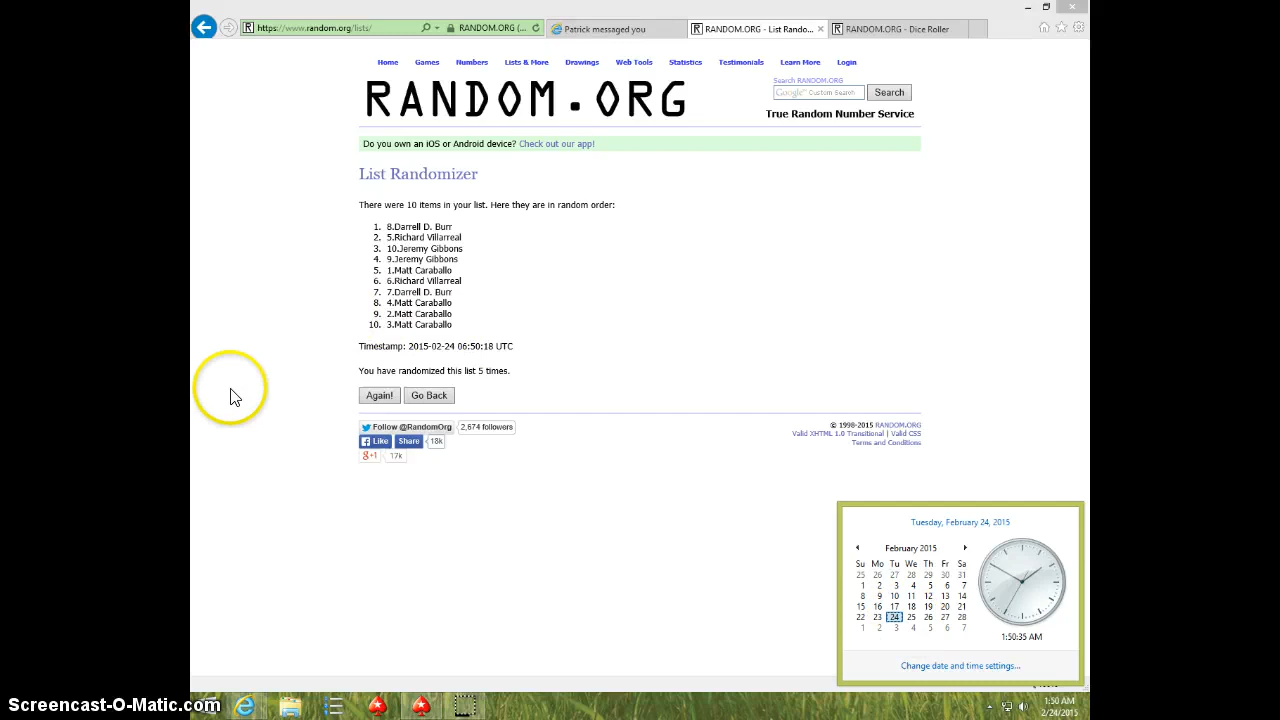 https://www.random.org/lists/
RANDOM.ORG (...
Patrick messaged you
RANDOM.ORG - List Rando...
RANDOM.ORG - Dice Roller
Home Games Numbers Lists & More Drawings Web Tools Statistics Testimonials Learn More Login
RANDOM.ORG
Search RANDOM.ORG
Google™ Custom Search Search
True Random Number Service
Do you own an iOS or Android device? Check out our app!
List Randomizer
There were 10 items in your list. Here they are in random order:
1. 8.Darrell D. Burr
2. 5.Richard Villarreal
3. 10.Jeremy Gibbons
4. 9.Jeremy Gibbons
5. 1.Matt Caraballo
6. 6.Richard Villarreal
7. 7.Darrell D. Burr
8. 4.Matt Caraballo
9. 2.Matt Caraballo
10. 3.Matt Caraballo
Timestamp: 2015-02-24 06:50:18 UTC
You have randomized this list 5 times.
Again! Go Back
Follow @RandomOrg 2,674 followers
Like Share 18k
g+1 17k
© 1998-2015 RANDOM.ORG
Valid XHTML 1.0 Transitional | Valid CSS
Terms and Conditions
Tuesday, February 24, 2015
February 2015
Su Mo Tu We Th Fr Sa
25 26 27 28 29 30 31
1 2 3 4 5 6 7
8 9 10 11 12 13 14
15 16 17 18 19 20 21
22 23 24 25 26 27 28
1 2 3 4 5 6 7
1:50:35 AM
Change date and time settings...
Screencast-O-Matic.com
1:50 AM
2/24/2015